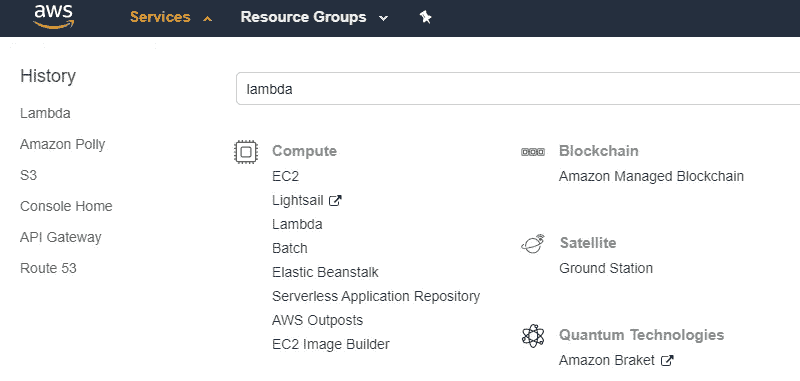 aws
Services
Resource Groups
History
Lambda
Amazon Polly
S3
Console Home
API Gateway
Route 53
lambda
Compute
EC2
Lightsail
Lambda
Batch
Elastic Beanstalk
Serverless Application Repository
AWS Outposts
EC2 Image Builder
Blockchain
Amazon Managed Blockchain
Satellite
Ground Station
Quantum Technologies
Amazon Braket